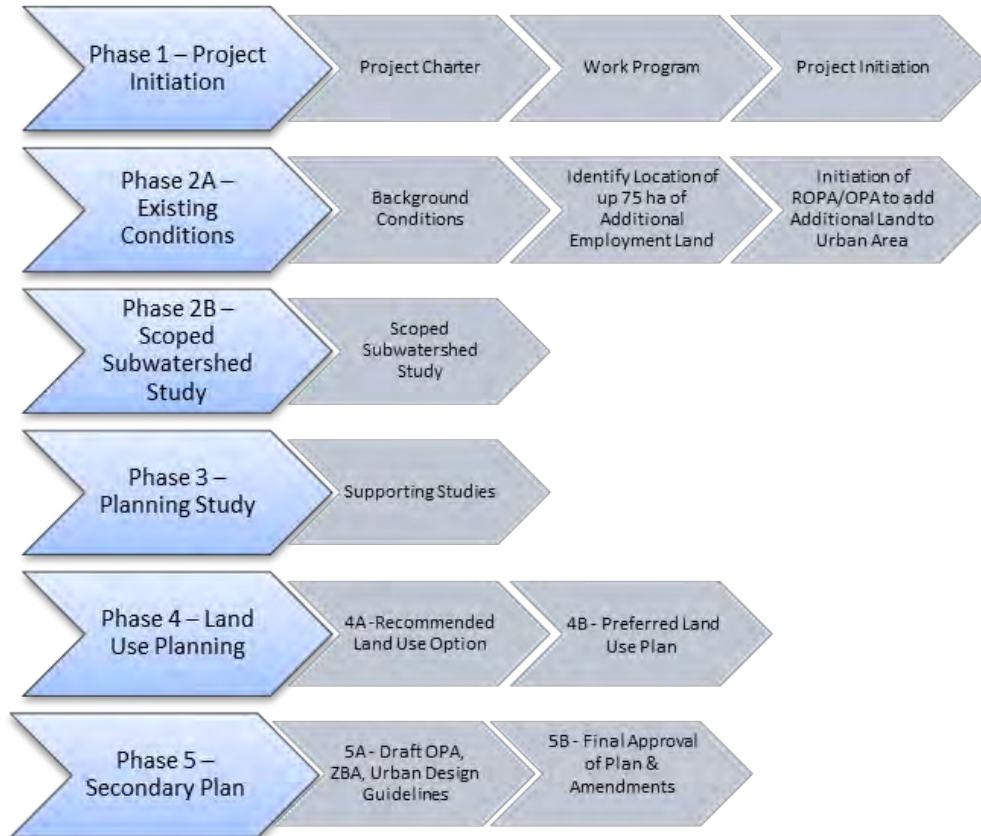 Phase 1 – Project
Initiation
Project Charter
Work Program
Project Initiation
Phase 2A –
Existing
Conditions
Background
Conditions
Identify Location of
up 75 ha of
Additional
Employment Land
Initiation of
ROPA/OPA to add
Additional Land to
Urban Area
Phase 2B –
Scoped
Subwatershed
Study
Scoped
Subwatershed
Study
Phase 3 –
Planning Study
Supporting Studies
Phase 4 – Land
Use Planning
4A -Recommended
Land Use Option
4B - Preferred Land
Use Plan
Phase 5 –
Secondary Plan
5A - Draft OPA,
ZBA, Urban Design
Guidelines
5B - Final Approval
of Plan &
Amendments